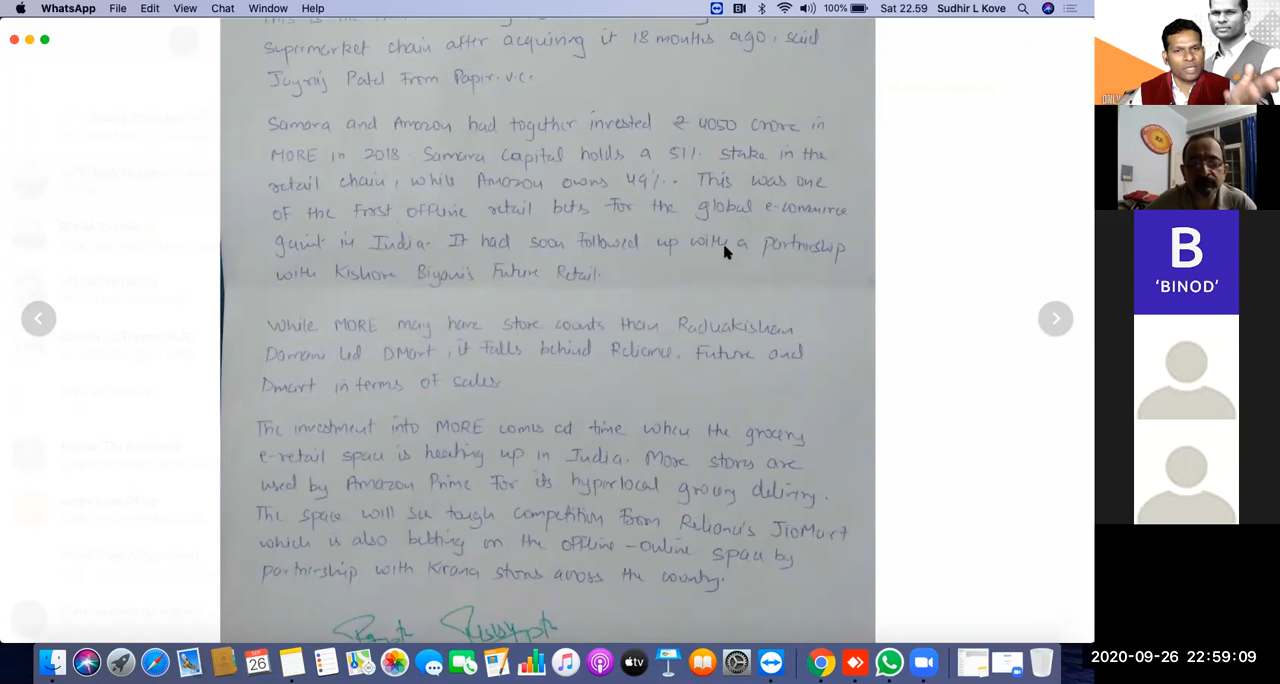 WhatsApp File Edit View Chat Window Help
100% Sat 22.59 Sudhir L Kove
supermarket chain after acquiring it 18 months ago, said
Patel From Papir.v.c.
Samara and Amazon had together invested ₹ 4050 crore in
MORE in 2018. Samara Capital holds a 51% stake in the
retail chain, while Amazon owns 49%. This was one
of the first offline retail bets for the global e-commerce
gaint in India. It had soon followed up with a partnership
with Kishore Biyani's Future Retail.
While MORE may have store counts than Raduakishan
Damani led DMart, it falls behind Reliance, Future and
Dmart in terms of sales
The investment into MORE comes at time when the grocery
e-retail space is heating up in India. More stores are
used by Amazon Prime for its hyperlocal grocery delivery.
The space will see tough competition from Reliance's JioMart
which is also betting on the offline-online space by
partnership with Kirana stores across the country.
DAILY
B
'BINOD'
SEP
26
tv
2020-09-26 22:59:09